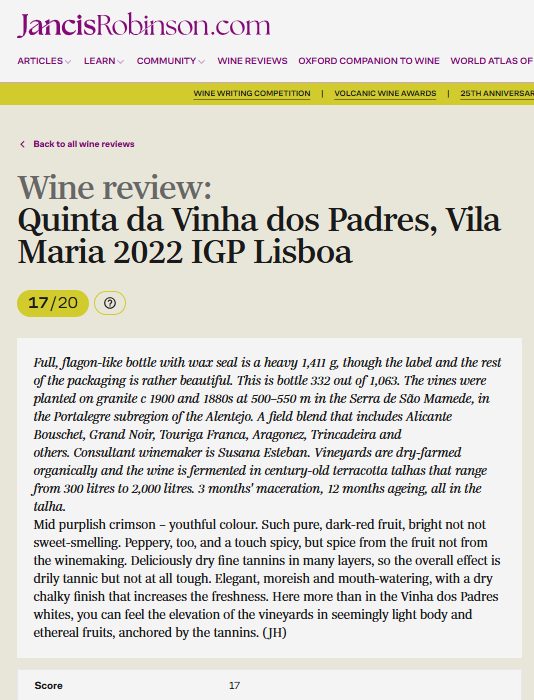 JancisRobinson.com
ARTICLES LEARN COMMUNITY WINE REVIEWS OXFORD COMPANION TO WINE WORLD ATLAS OF
WINE WRITING COMPETITION | VOLCANIC WINE AWARDS | 25TH ANNIVERSAR
Back to all wine reviews
Wine review:
Quinta da Vinha dos Padres, Vila
Maria 2022 IGP Lisboa
17/20 ?
Full, flagon-like bottle with wax seal is a heavy 1,411 g, though the label and the rest
of the packaging is rather beautiful. This is bottle 332 out of 1,063. The vines were
planted on granite c 1900 and 1880s at 500–550 m in the Serra de São Mamede, in
the Portalegre subregion of the Alentejo. A field blend that includes Alicante
Bouschet, Grand Noir, Touriga Franca, Aragonez, Trincadeira and
others. Consultant winemaker is Susana Esteban. Vineyards are dry-farmed
organically and the wine is fermented in century-old terracotta talhas that range
from 300 litres to 2,000 litres. 3 months' maceration, 12 months ageing, all in the
talha.
Mid purplish crimson – youthful colour. Such pure, dark-red fruit, bright not not
sweet-smelling. Peppery, too, and a touch spicy, but spice from the fruit not from
the winemaking. Deliciously dry fine tannins in many layers, so the overall effect is
drily tannic but not at all tough. Elegant, moreish and mouth-watering, with a dry
chalky finish that increases the freshness. Here more than in the Vinha dos Padres
whites, you can feel the elevation of the vineyards in seemingly light body and
ethereal fruits, anchored by the tannins. (JH)
Score 17